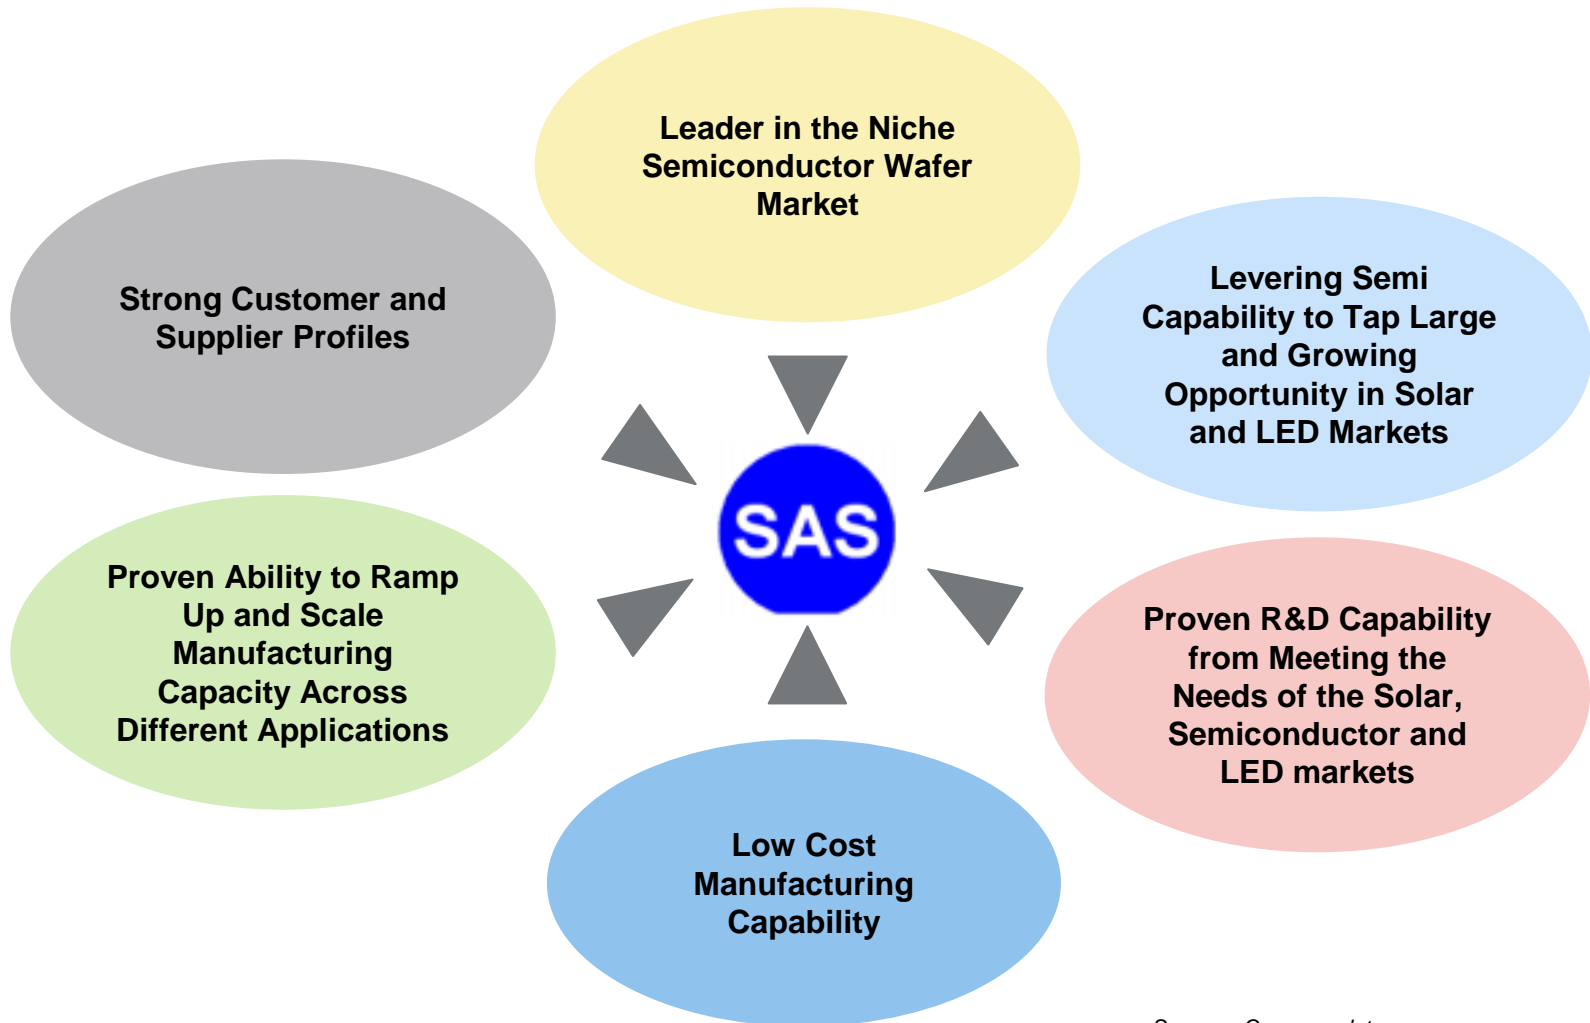 Leader in the Niche
Semiconductor Wafer
Market
Strong Customer and
Supplier Profiles
Levering Semi
Capability to Tap Large
and Growing
Opportunity in Solar
and LED Markets
SAS
Proven Ability to Ramp
Up and Scale
Manufacturing
Capacity Across
Different Applications
Proven R&D Capability
from Meeting the
Needs of the Solar,
Semiconductor and
LED markets
Low Cost
Manufacturing
Capability